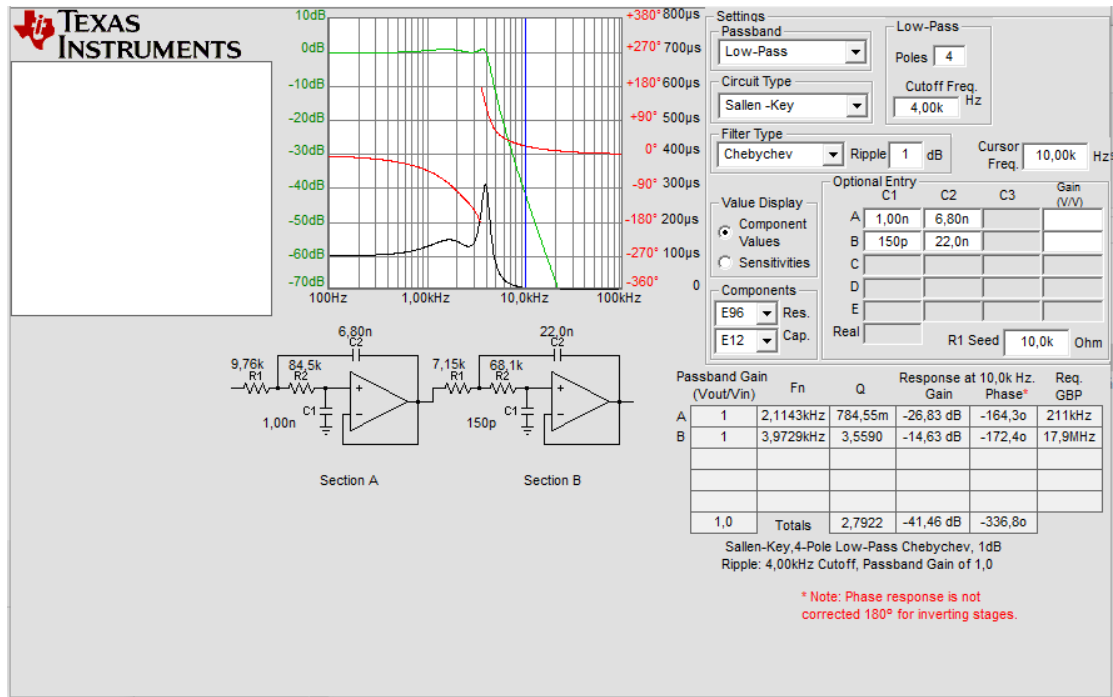 TEXAS
INSTRUMENTS
10dB
0dB
-10dB
-20dB
-30dB
-40dB
-50dB
-60dB
-70dB
100Hz 1,00kHz 10,0kHz 100kHz
+380° 800µs
+270° 700µs
+180° 600µs
+90° 500µs
0° 400µs
-90° 300µs
-180° 200µs
-270° 100µs
-360° 0
Settings
Passband
Low-Pass
Circuit Type
Sallen -Key
Low-Pass
Poles 4
Cutoff Freq.
4,00k Hz
Filter Type
Chebychev Ripple 1 dB
Cursor
Freq. 10,00k Hz
Value Display
Component
Values
Sensitivities
Components
E96 Res.
E12 Cap.
Optional Entry
C1 C2 C3 Gain
(V/V)
A 1,00n 6,80n
B 150p 22,0n
C
D
E
Real
R1 Seed 10,0k Ohm
6,80n
C2
9,76k 84,5k
R1 R2
C1
1,00n
+
-
Section A
22,0n
C2
7,15k 68,1k
R1 R2
C1
150p
+
-
Section B
Passband Gain
(Vout/Vin) Fn Q Response at 10,0k Hz.
Gain Phase* Req.
GBP
A 1 2,1143kHz 784,55m -26,83 dB -164,3o 211kHz
B 1 3,9729kHz 3,5590 -14,63 dB -172,4o 17,9MHz
1,0 Totals 2,7922 -41,46 dB -336,8o
Sallen-Key,4-Pole Low-Pass Chebychev, 1dB
Ripple: 4,00kHz Cutoff, Passband Gain of 1,0
* Note: Phase response is not
corrected 180º for inverting stages.